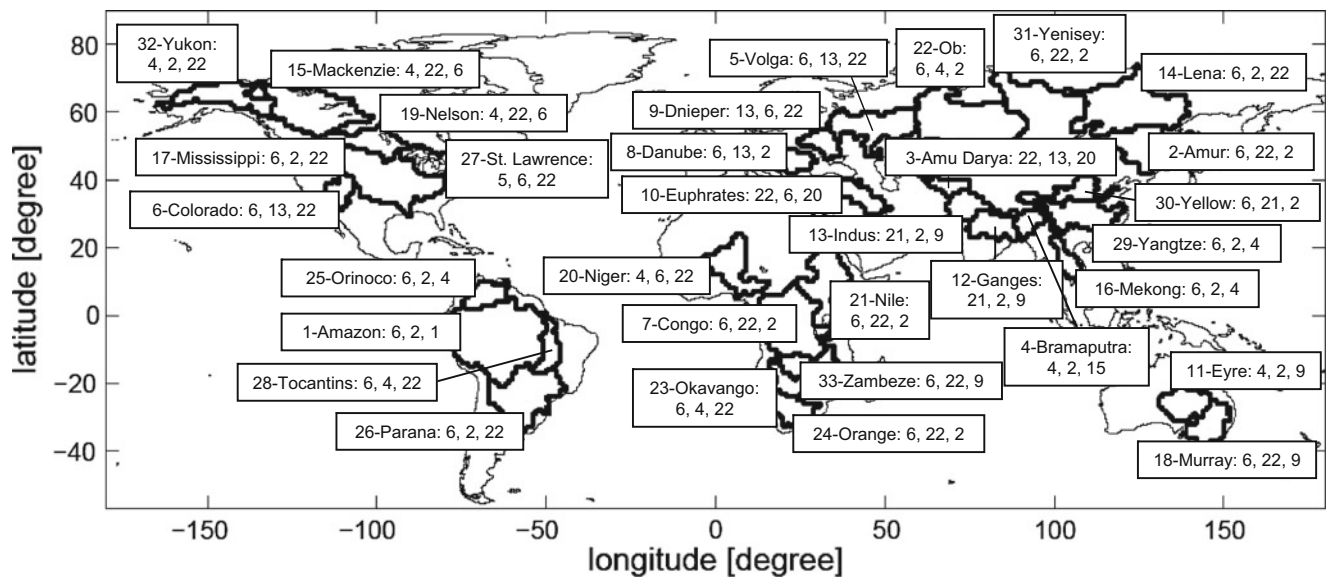 32-Yukon:
4, 2, 22
15-Mackenzie: 4, 22, 6
19-Nelson: 4, 22, 6
17-Mississippi: 6, 2, 22
27-St. Lawrence:
5, 6, 22
6-Colorado: 6, 13, 22
25-Orinoco: 6, 2, 4
1-Amazon: 6, 2, 1
28-Tocantins: 6, 4, 22
26-Parana: 6, 2, 22
5-Volga: 6, 13, 22
22-Ob:
6, 4, 2
31-Yenisey:
6, 22, 2
14-Lena: 6, 2, 22
9-Dnieper: 13, 6, 22
8-Danube: 6, 13, 2
3-Amu Darya: 22, 13, 20
2-Amur: 6, 22, 2
10-Euphrates: 22, 6, 20
30-Yellow: 6, 21, 2
13-Indus: 21, 2, 9
29-Yangtze: 6, 2, 4
20-Niger: 4, 6, 22
12-Ganges:
21, 2, 9
16-Mekong: 6, 2, 4
21-Nile:
6, 22, 2
7-Congo: 6, 22, 2
4-Bramaputra:
4, 2, 15
11-Eyre: 4, 2, 9
23-Okavango:
6, 4, 22
33-Zambeze: 6, 22, 9
24-Orange: 6, 22, 2
18-Murray: 6, 22, 9
80
60
40
20
0
−20
−40
latitude [degree]
−150
−100
−50
0
50
100
150
longitude [degree]